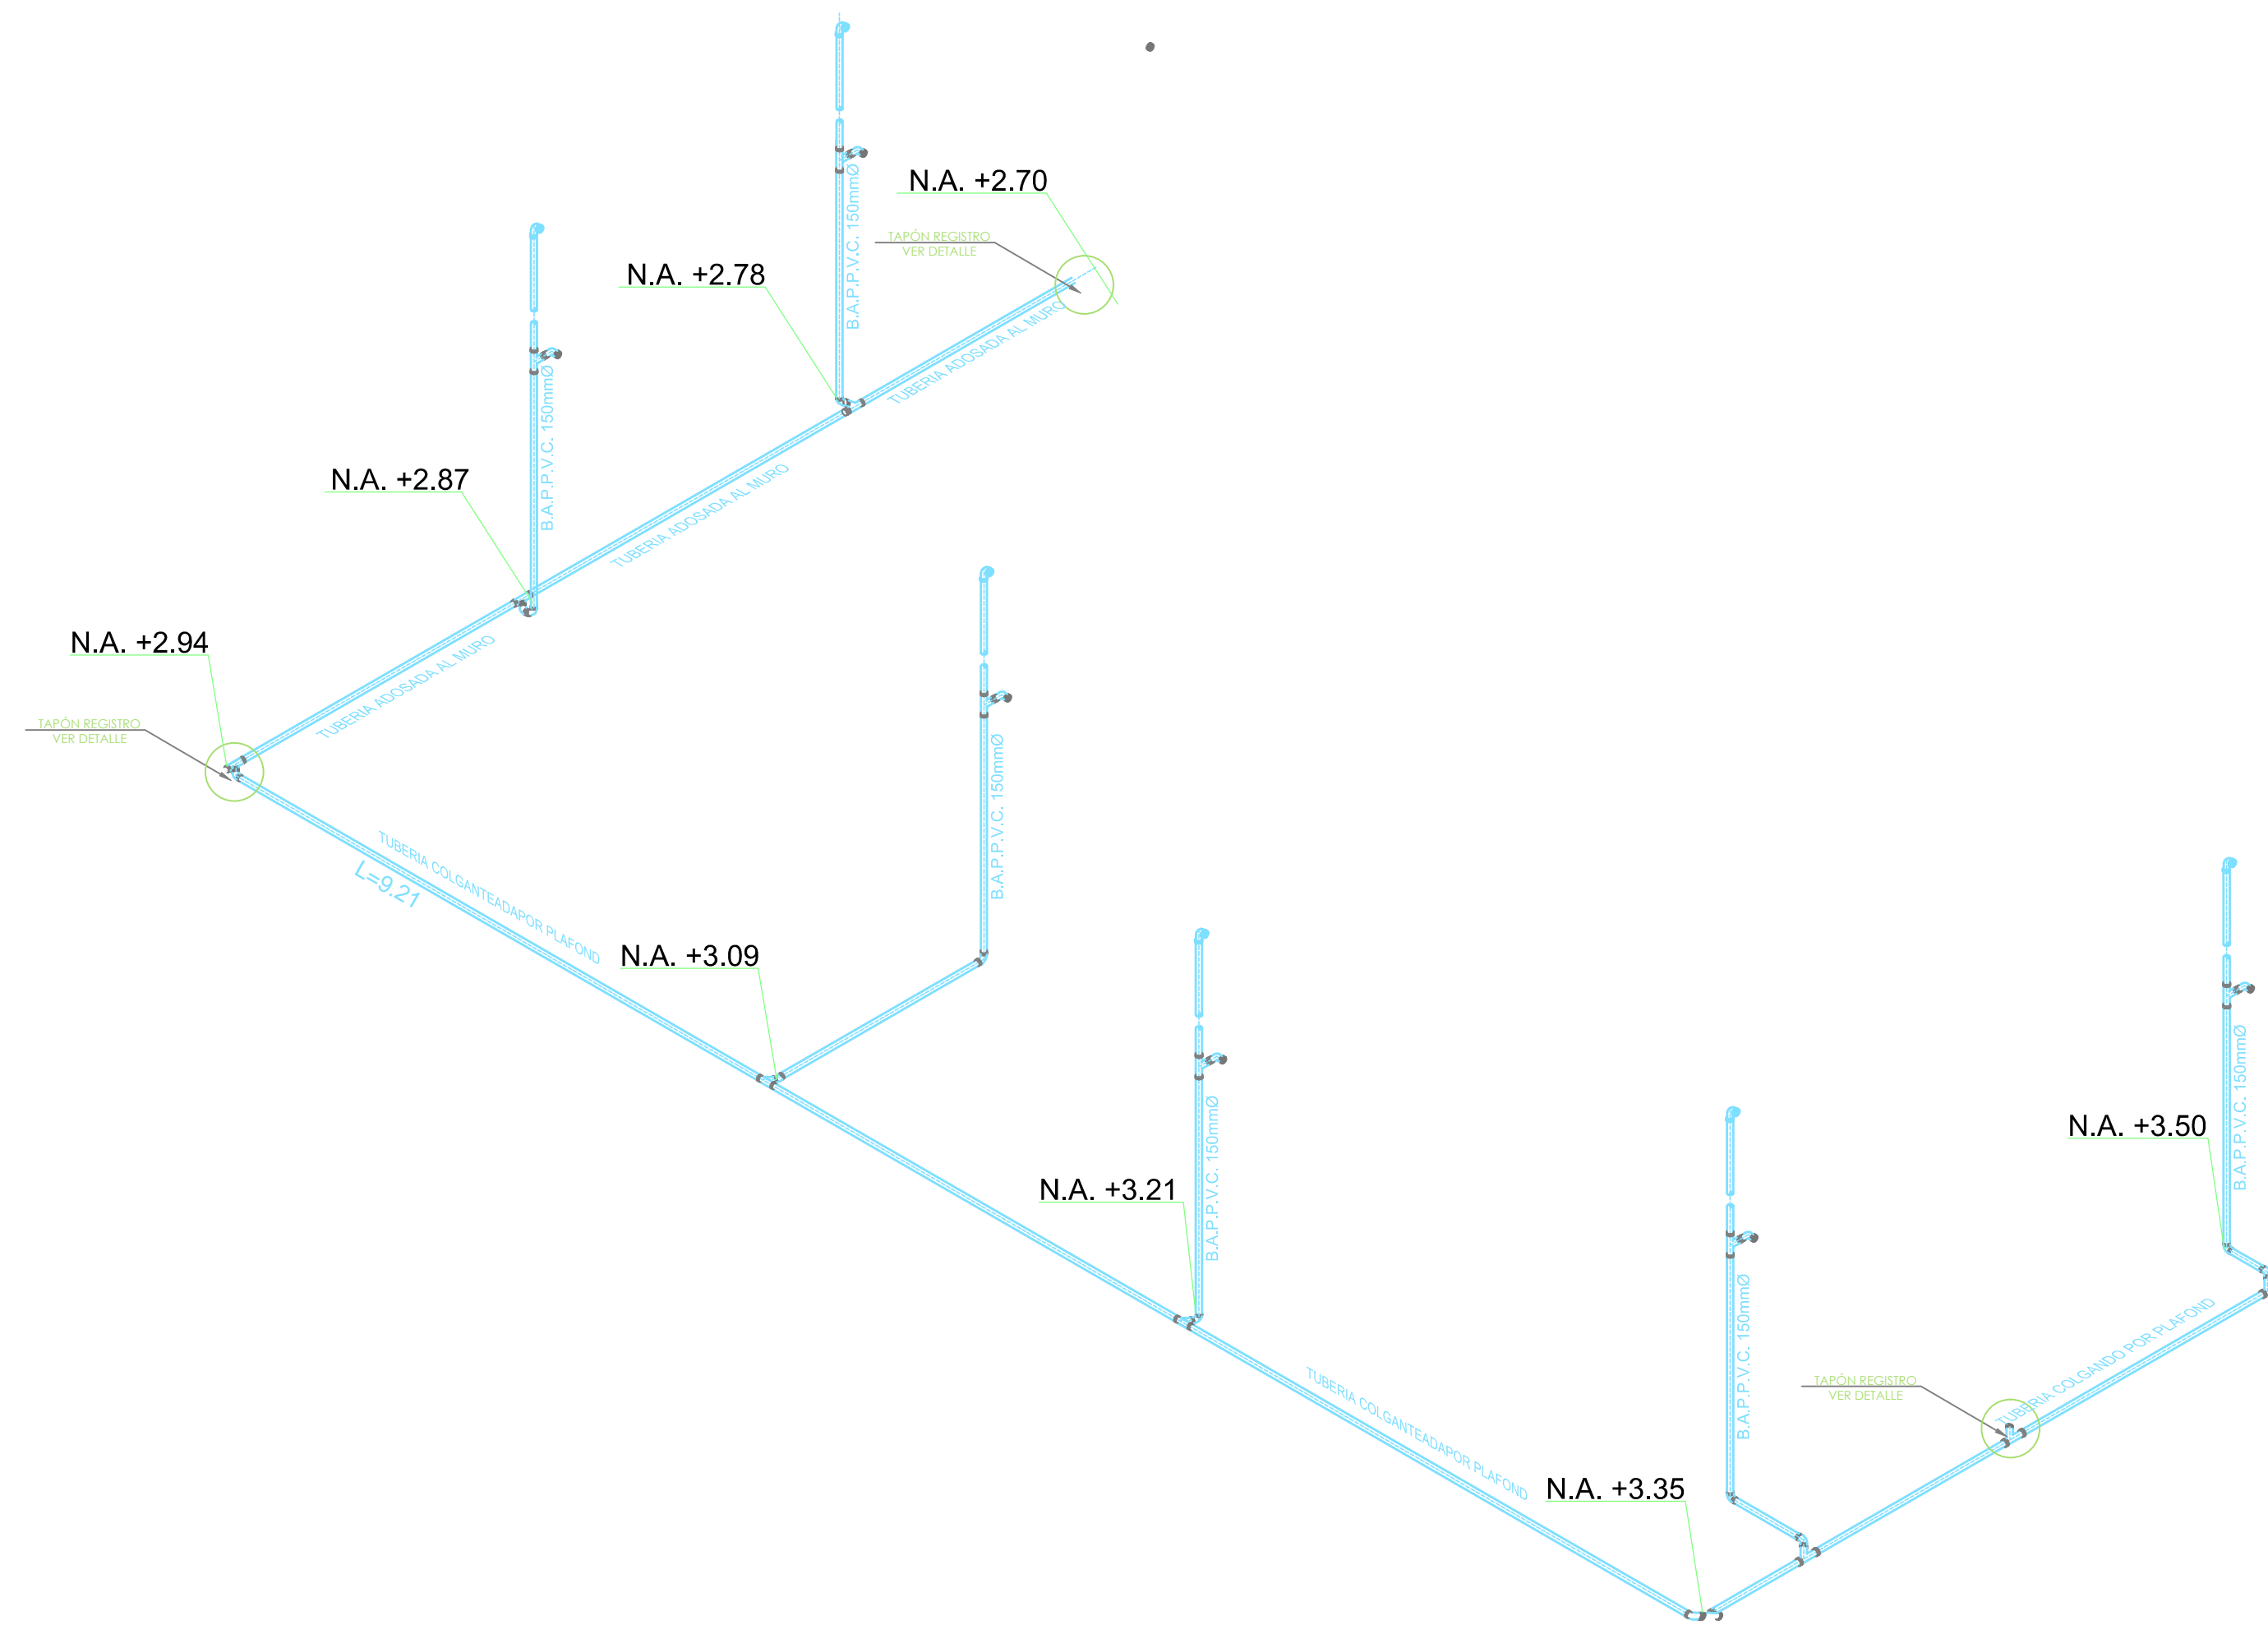 N.A. +2.70
B.A.P.P.V.C. 150mmØ
TAPÓN REGISTRO
VER DETALLE
N.A. +2.78
TUBERIA ADOSADA AL MURO
B.A.P.P.V.C. 150mmØ
N.A. +2.87
TUBERIA ADOSADA AL MURO
N.A. +2.94
TUBERIA ADOSADA AL MURO
TAPÓN REGISTRO
VER DETALLE
B.A.P.P.V.C. 150mmØ
TUBERIA COLGANTEADAPOR PLAFOND
L=9.21
N.A. +3.09
B.A.P.P.V.C. 150mmØ
N.A. +3.21
B.A.P.P.V.C. 150mmØ
N.A. +3.50
B.A.P.P.V.C. 150mmØ
TUBERIA COLGANDO POR PLAFOND
TAPÓN REGISTRO
VER DETALLE
TUBERIA COLGANTEADAPOR PLAFOND
N.A. +3.35